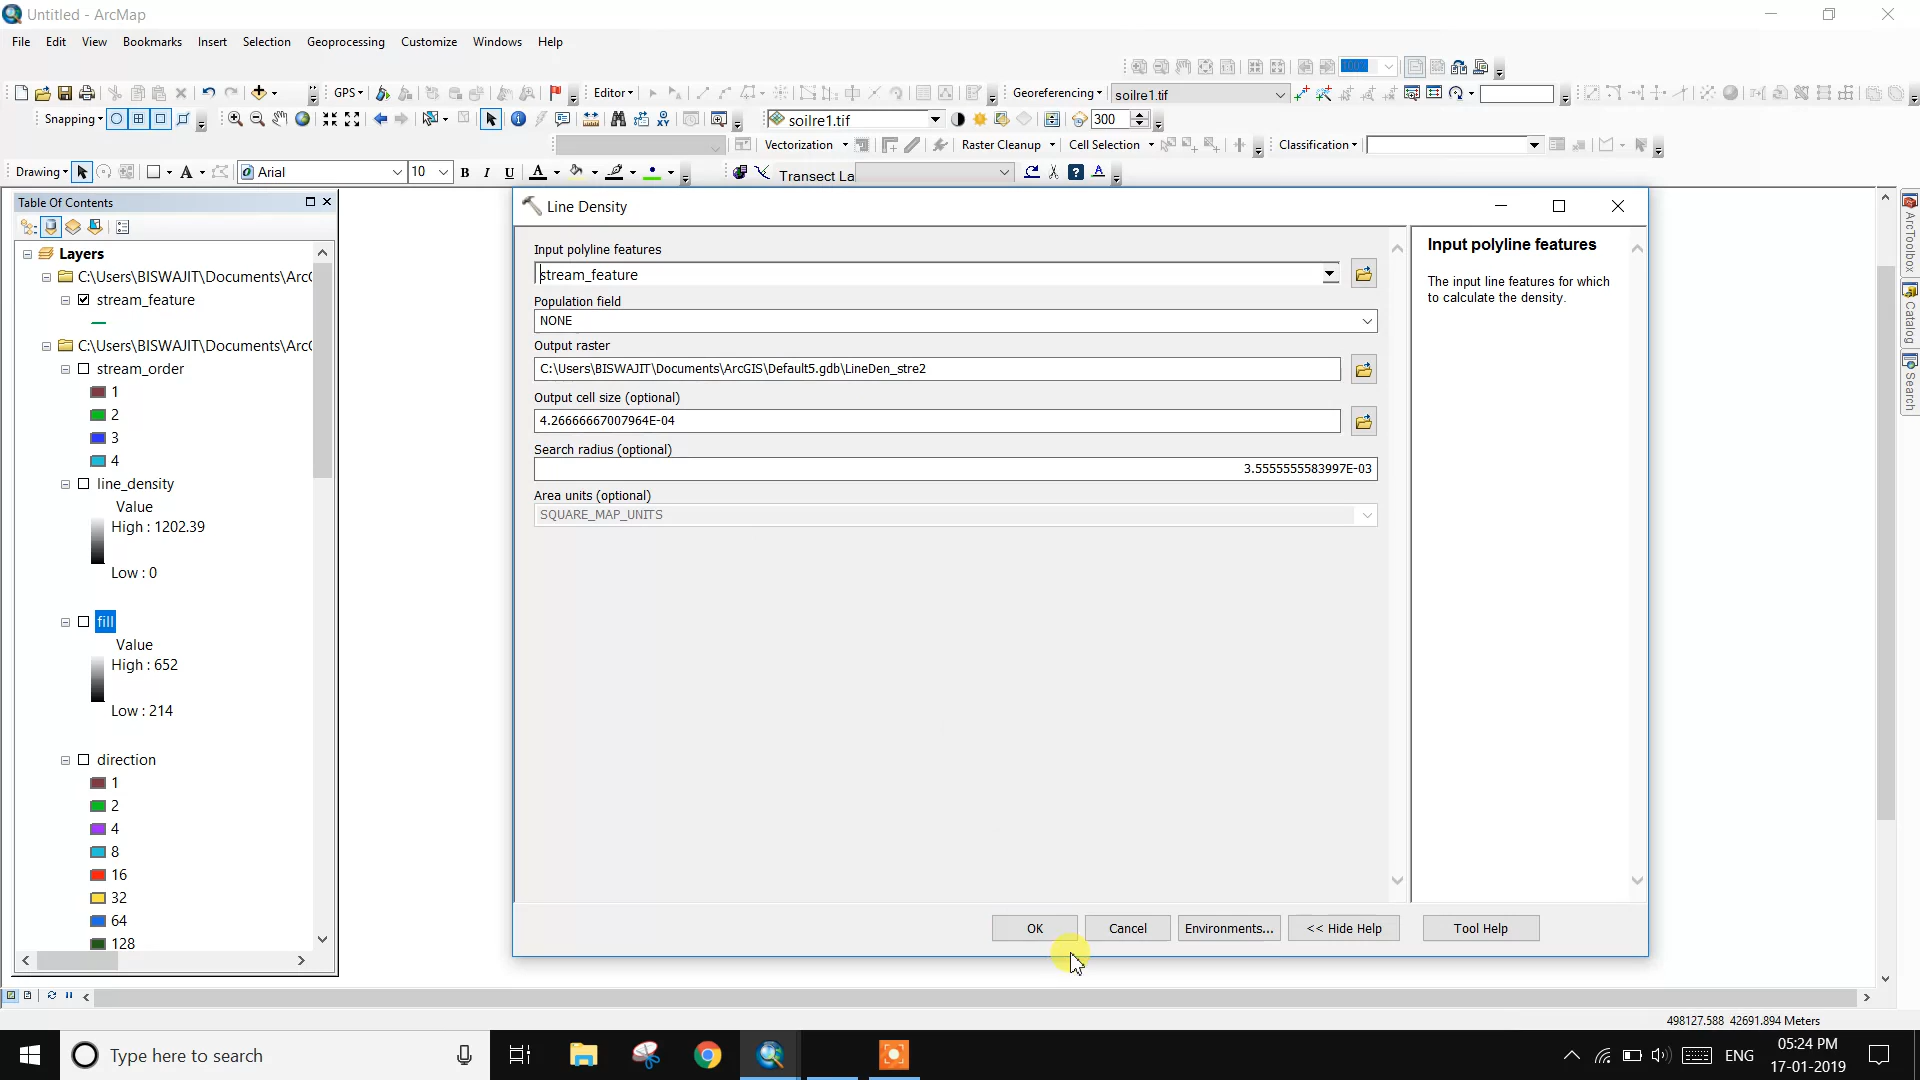 Untitled - ArcMap
File Edit View Bookmarks Insert Selection Geoprocessing Customize Windows Help
100%
GPS Editor Georeferencing soilre1.tif
Snapping soilre1.tif 300
Vectorization Raster Cleanup Cell Selection Classification
Drawing Arial 10 B I U A Transect La
Table Of Contents
Layers
C:\Users\BISWAJIT\Documents\Arc
stream_feature
C:\Users\BISWAJIT\Documents\Arc
stream_order
1
2
3
4
line_density
Value
High : 1202.39
Low : 0
fill
Value
High : 652
Low : 214
direction
1
2
4
8
16
32
64
128
Line Density
Input polyline features
stream_feature
Population field
NONE
Output raster
C:\Users\BISWAJIT\Documents\ArcGIS\Default5.gdb\LineDen_stre2
Output cell size (optional)
4.26666667007964E-04
Search radius (optional)
3.5555555583997E-03
Area units (optional)
SQUARE_MAP_UNITS
OK Cancel Environments... << Hide Help Tool Help
Input polyline features
The input line features for which
to calculate the density.
ArcToolbox
Catalog
Search
498127.588 42691.894 Meters
Type here to search
ENG
05:24 PM
17-01-2019